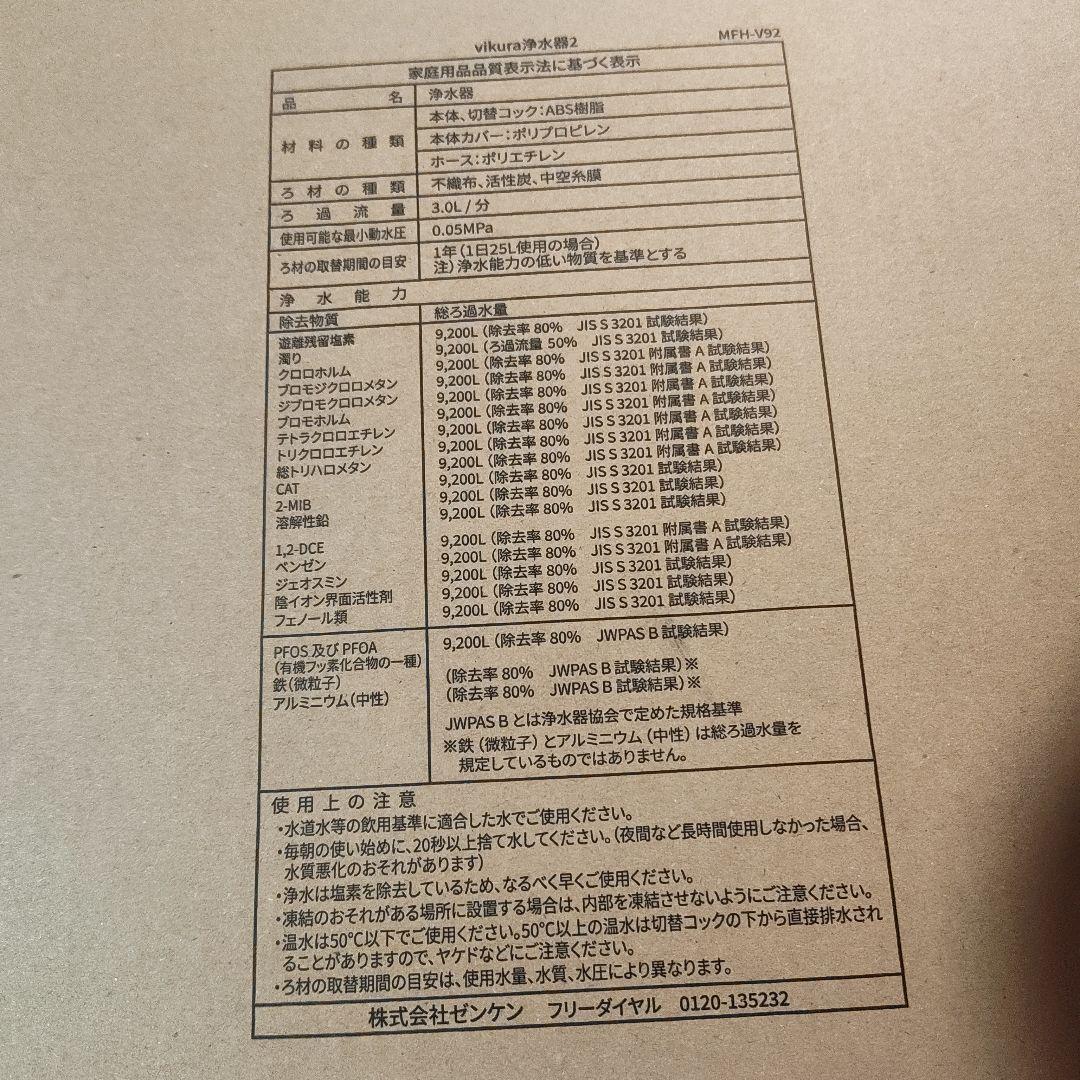 vikura浄水器2
MFH-V92
家庭用品品質表示法に基づく表示
品名 浄水器
材料の種類 本体、切替コック:ABS樹脂
本体カバー:ポリプロピレン
ホース:ポリエチレン
ろ材の種類 不織布、活性炭、中空糸膜
ろ過流量 3.0L / 分
使用可能な最小動水圧 0.05MPa
ろ材の取替期間の目安 1年(1日25L使用の場合)
注)浄水能力の低い物質を基準とする
浄水能力
除去物質 総ろ過水量
遊離残留塩素 9,200L(除去率 80% JIS S 3201 試験結果)
濁り 9,200L(ろ過流量 50% JIS S 3201 試験結果)
クロロホルム 9,200L(除去率 80% JIS S 3201 附属書 A 試験結果)
ブロモジクロロメタン 9,200L(除去率 80% JIS S 3201 附属書 A 試験結果)
ジブロモクロロメタン 9,200L(除去率 80% JIS S 3201 附属書 A 試験結果)
ブロモホルム 9,200L(除去率 80% JIS S 3201 附属書 A 試験結果)
テトラクロロエチレン 9,200L(除去率 80% JIS S 3201 附属書 A 試験結果)
トリクロロエチレン 9,200L(除去率 80% JIS S 3201 附属書 A 試験結果)
総トリハロメタン 9,200L(除去率 80% JIS S 3201 附属書 A 試験結果)
CAT 9,200L(除去率 80% JIS S 3201 試験結果)
2-MIB 9,200L(除去率 80% JIS S 3201 試験結果)
溶解性鉛 9,200L(除去率 80% JIS S 3201 試験結果)
1,2-DCE 9,200L(除去率 80% JIS S 3201 附属書 A 試験結果)
ベンゼン 9,200L(除去率 80% JIS S 3201 附属書 A 試験結果)
ジェオスミン 9,200L(除去率 80% JIS S 3201 試験結果)
陰イオン界面活性剤 9,200L(除去率 80% JIS S 3201 試験結果)
フェノール類 9,200L(除去率 80% JIS S 3201 試験結果)
PFOS 及び PFOA 9,200L(除去率 80% JWPAS B 試験結果)
(有機フッ素化合物の一種)
鉄(微粒子) (除去率 80% JWPAS B 試験結果)※
アルミニウム(中性) (除去率 80% JWPAS B 試験結果)※
JWPAS B とは浄水器協会で定めた規格基準
※鉄(微粒子)とアルミニウム(中性)は総ろ過水量を
規定しているものではありません。
使用上の注意
・水道水等の飲用基準に適合した水でご使用ください。
・毎朝の使い始めに、20秒以上捨て水してください。(夜間など長時間使用しなかった場合、
水質悪化のおそれがあります)
・浄水は塩素を除去しているため、なるべく早くご使用ください。
・凍結のおそれがある場所に設置する場合は、内部を凍結させないようにご注意ください。
・温水は50℃以下でご使用ください。50℃以上の温水は切替コックの下から直接排水され
ることがありますので、ヤケドなどにご注意ください。
・ろ材の取替期間の目安は、使用水量、水質、水圧により異なります。
株式会社ゼンケン フリーダイヤル 0120-135232